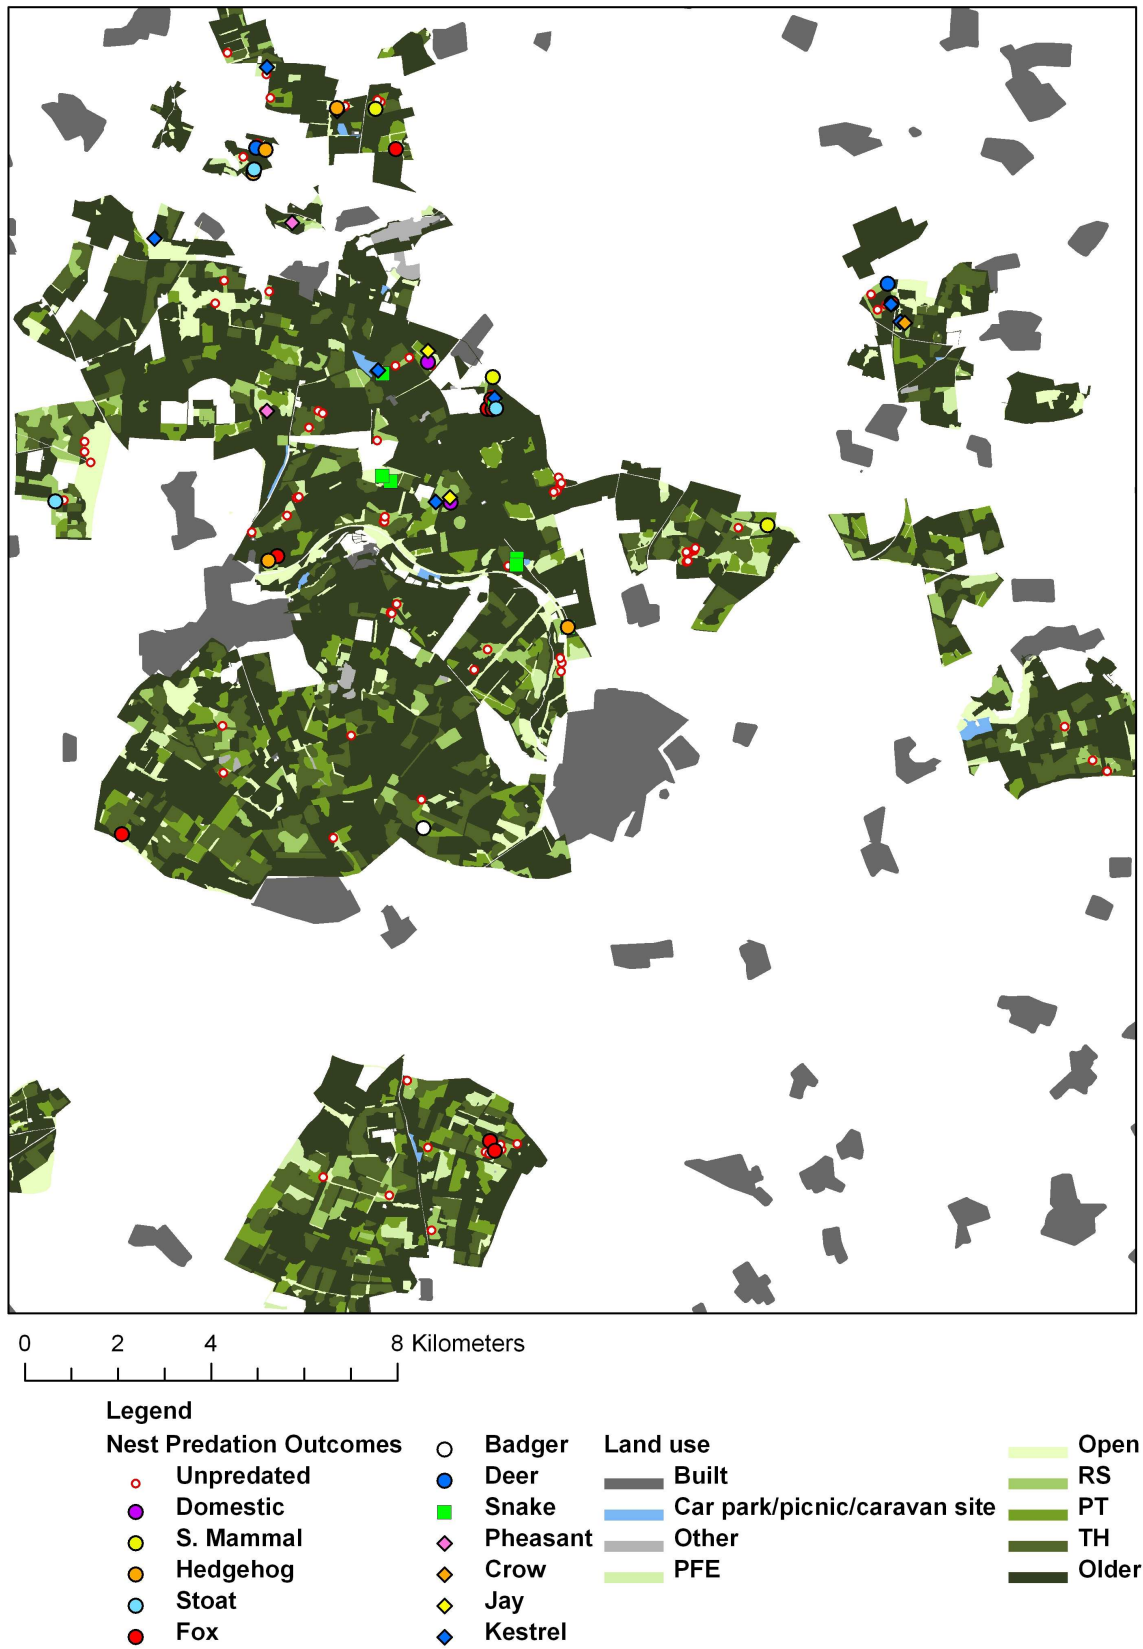 0 2 4 8 Kilometers
Legend
Nest Predation Outcomes
Unpredated
Domestic
S. Mammal
Hedgehog
Stoat
Fox
Badger
Deer
Snake
Pheasant
Crow
Jay
Kestrel
Land use
Built
Car park/picnic/caravan site
Other
PFE
Open
RS
PT
TH
Older